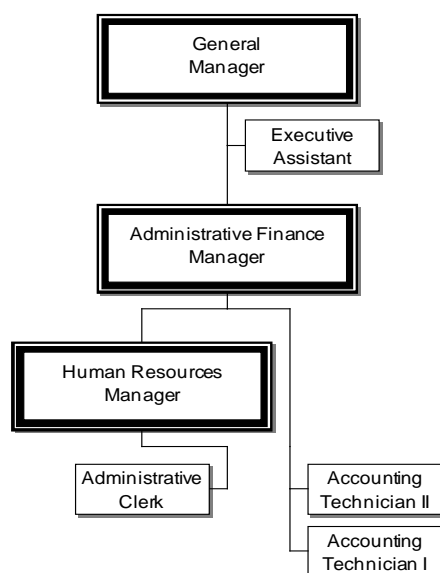 General
Manager
Executive
Assistant
Administrative Finance
Manager
Human Resources
Manager
Administrative
Clerk
Accounting
Technician II
Accounting
Technician I